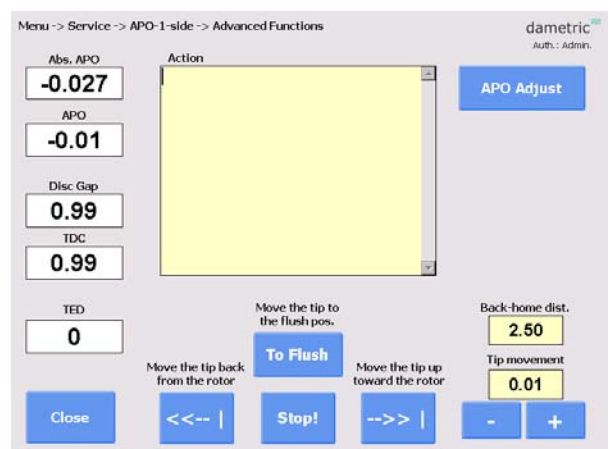 Menu -> Service -> APO-1-side -> Advanced Functions
dametric
Auth.: Admin.
Abs. APO
-0.027
APO
-0.01
Disc Gap
0.99
TDC
0.99
TED
0
Action
APO Adjust
Move the tip to
the flush pos.
To Flush
Move the tip back
from the rotor
Move the tip up
toward the rotor
Back-home dist.
2.50
Tip movement
0.01
Close
<<-- |
Stop!
-->> |
-
+